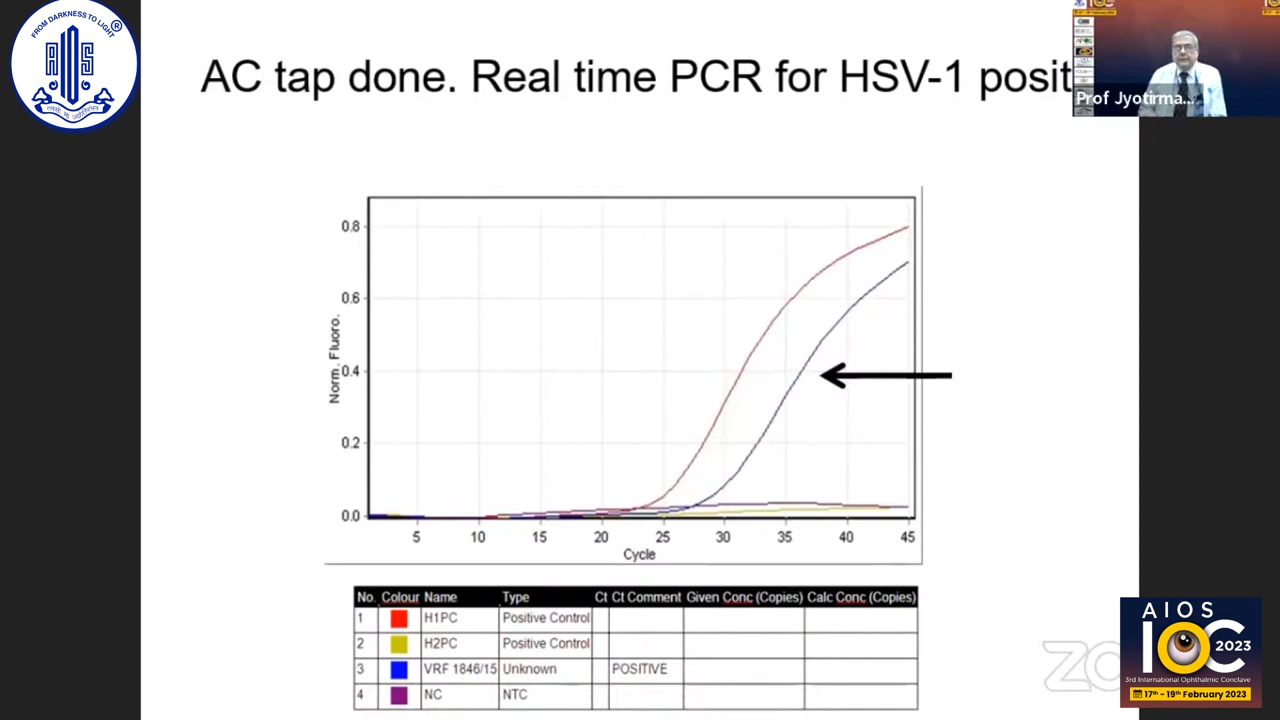 FROM DARKNESS TO LIGHT
®
AIOS
AC tap done. Real time PCR for HSV-1 posit
Prof Jyotirma...
Norm. Fluoro.
0.8
0.6
0.4
0.2
0.0
5 10 15 20 25 30 35 40 45
Cycle
No. Colour Name Type Ct Ct Comment Given Conc (Copies) Calc Conc (Copies)
1 H1PC Positive Control
2 H2PC Positive Control
3 VRF 1846/15 Unknown POSITIVE
4 NC NTC
AIOS
IOC
2023
3rd International Ophthalmic Conclave
17th - 19th February 2023